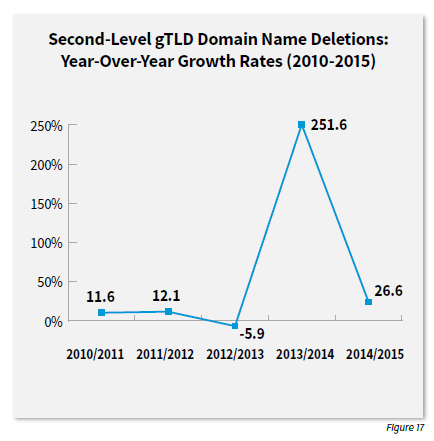 Second-Level gTLD Domain Name Deletions:
Year-Over-Year Growth Rates (2010-2015)
250%
200%
150%
100%
50%
0%
11.6
12.1
-5.9
251.6
26.6
2010/2011 2011/2012 2012/2013 2013/2014 2014/2015
Figure 17